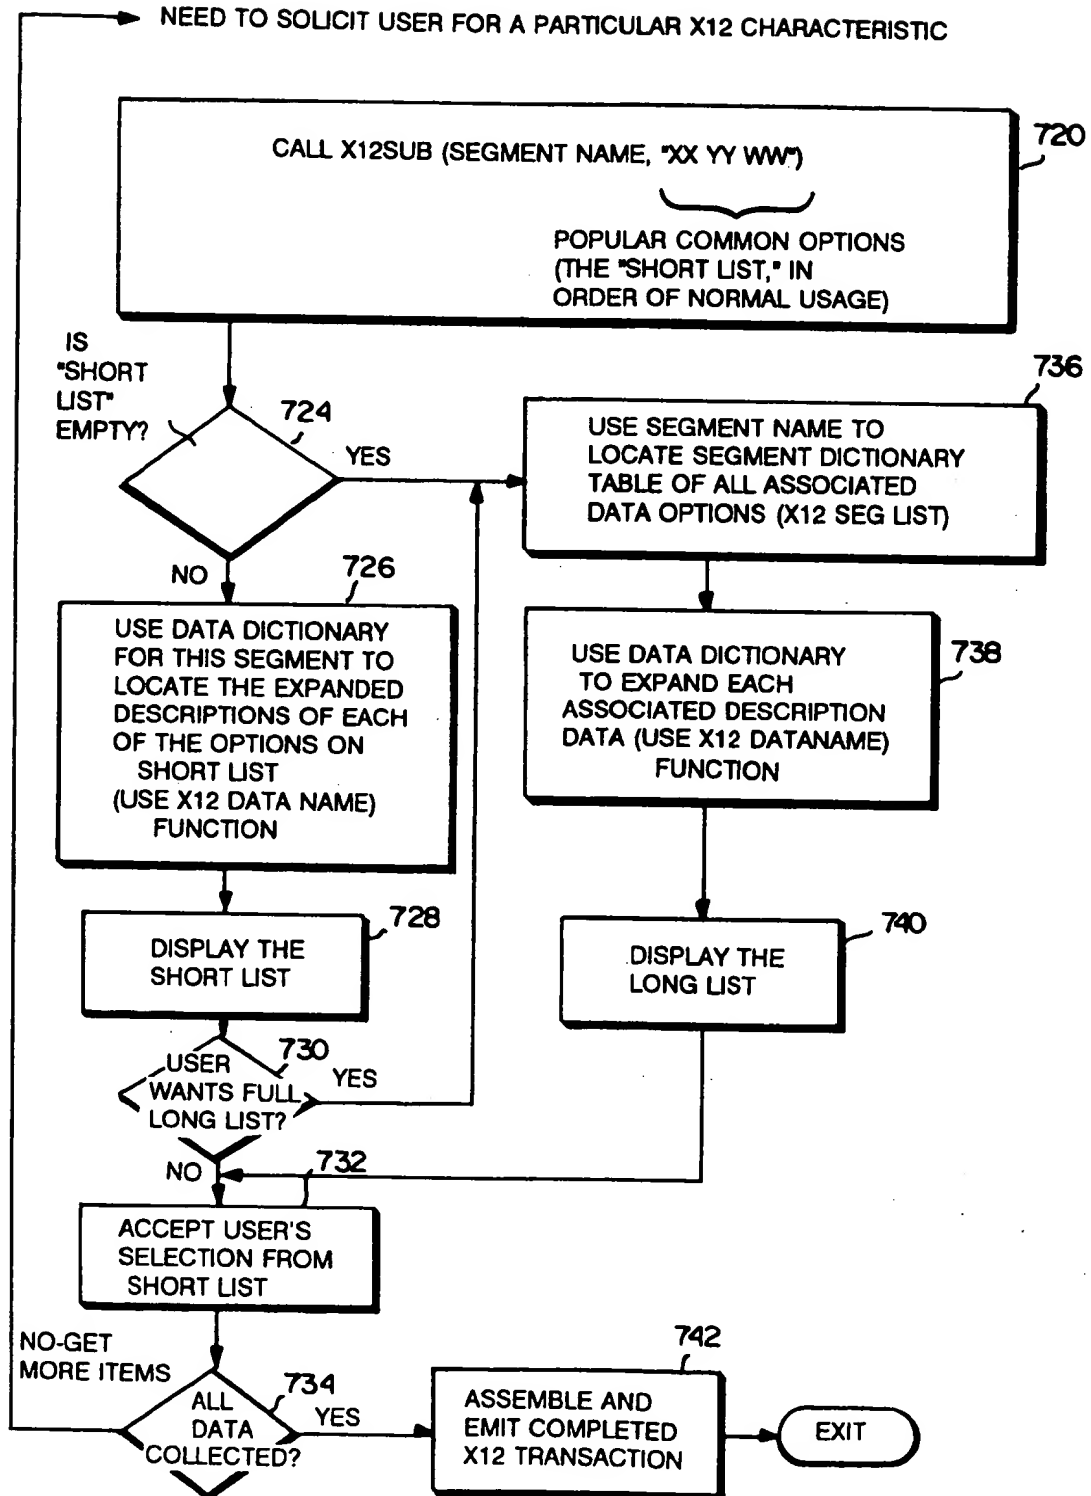 NEED TO SOLICIT USER FOR A PARTICULAR X12 CHARACTERISTIC
720
CALL X12SUB (SEGMENT NAME, "XX YY WW")
POPULAR COMMON OPTIONS
(THE "SHORT LIST," IN
ORDER OF NORMAL USAGE)
IS
"SHORT
LIST"
EMPTY?
724
YES
NO
736
USE SEGMENT NAME TO
LOCATE SEGMENT DICTIONARY
TABLE OF ALL ASSOCIATED
DATA OPTIONS (X12 SEG LIST)
726
USE DATA DICTIONARY
FOR THIS SEGMENT TO
LOCATE THE EXPANDED
DESCRIPTIONS OF EACH
OF THE OPTIONS ON
SHORT LIST
(USE X12 DATA NAME)
FUNCTION
738
USE DATA DICTIONARY
TO EXPAND EACH
ASSOCIATED DESCRIPTION
DATA (USE X12 DATANAME)
FUNCTION
728
DISPLAY THE
SHORT LIST
740
DISPLAY THE
LONG LIST
730
USER
WANTS FULL
LONG LIST?
YES
NO
732
ACCEPT USER'S
SELECTION FROM
SHORT LIST
NO-GET
MORE ITEMS
734
ALL
DATA
COLLECTED?
YES
742
ASSEMBLE AND
EMIT COMPLETED
X12 TRANSACTION
EXIT